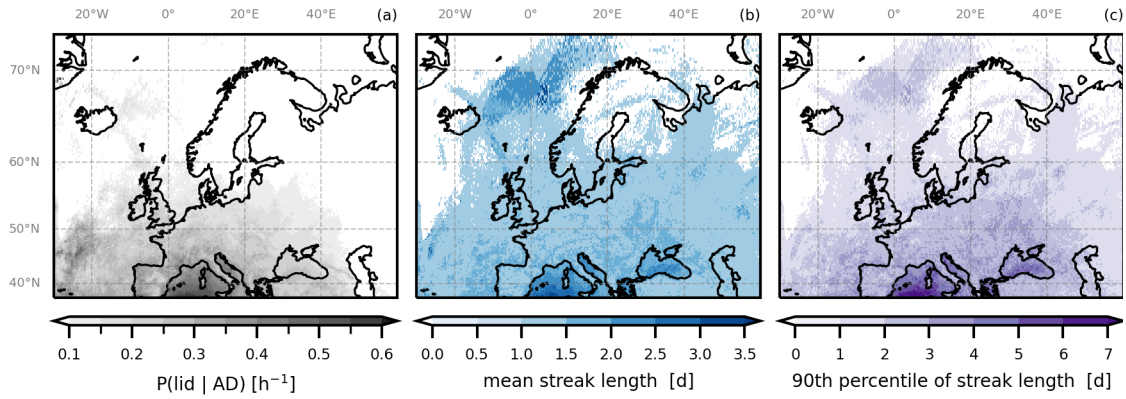 20°W 0° 20°E 40°E (a) 20°W 0° 20°E 40°E (b) 20°W 0° 20°E 40°E (c)
70°N
60°N
50°N
40°N
0.1 0.2 0.3 0.4 0.5 0.6 0.0 0.5 1.0 1.5 2.0 2.5 3.0 3.5 0 1 2 3 4 5 6 7
P(lid | AD) [h⁻¹] mean streak length [d] 90th percentile of streak length [d]